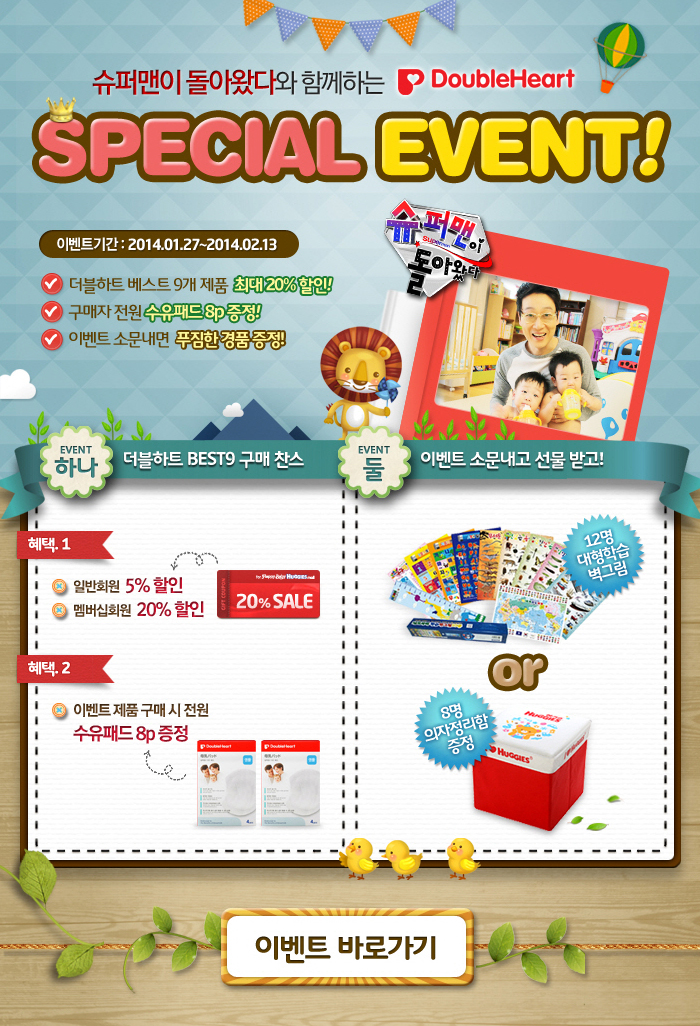 슈퍼맨이 돌아왔다와 함께하는 DoubleHeart
SPECIAL EVENT!
이벤트기간 : 2014.01.27~2014.02.13
더블하트 베스트 9개 제품 최대 20% 할인!
구매자 전원 수유패드 8p 증정!
이벤트 소문내면 푸짐한 경품 증정!
슈퍼맨이
Superman
돌아왔다
EVENT
하나
더블하트 BEST9 구매 찬스
EVENT
둘
이벤트 소문내고 선물 받고!
혜택. 1
일반회원 5% 할인
멤버십회원 20% 할인
for Happy Baby HUGGIES mall
GIFT COUPON
20% SALE
혜택. 2
이벤트 제품 구매 시 전원
수유패드 8p 증정
DoubleHeart
DoubleHeart
12명
대형학습
벽그림
or
8명
의자정리함
증정
HUGGIES
HUGGIES
이벤트 바로가기